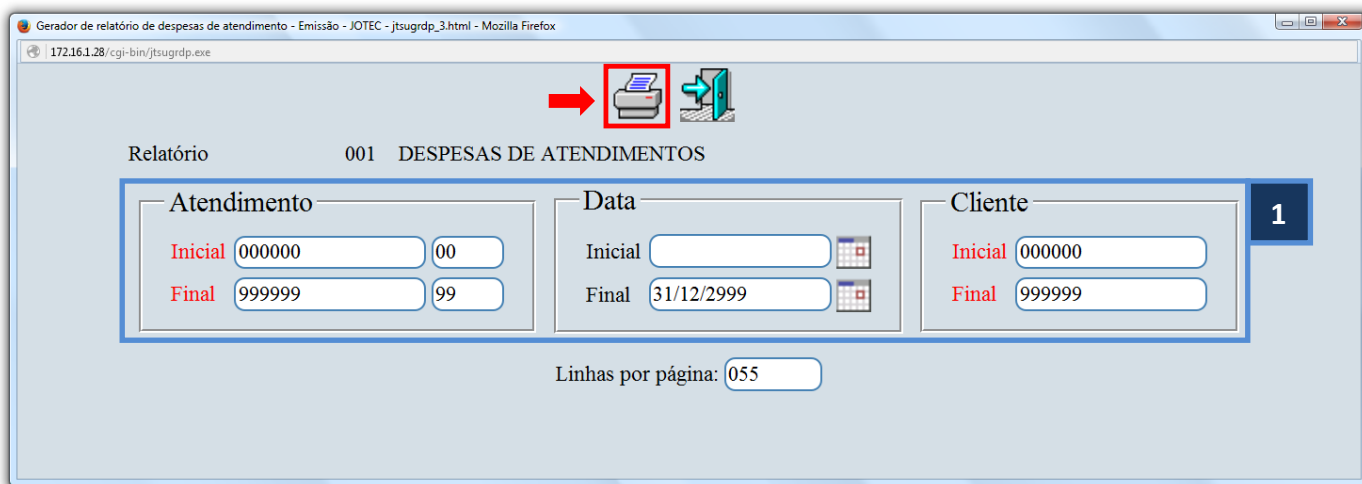 Gerador de relatório de despesas de atendimento - Emissão - JOTEC - jtsugrdp_3.html - Mozilla Firefox
172.16.1.28/cgi-bin/jtsugrdp.exe
Relatório 001 DESPESAS DE ATENDIMENTOS
Atendimento Data Cliente 1
Inicial 000000 00 Inicial Inicial 000000
Final 999999 99 Final 31/12/2999 Final 999999
Linhas por página: 055